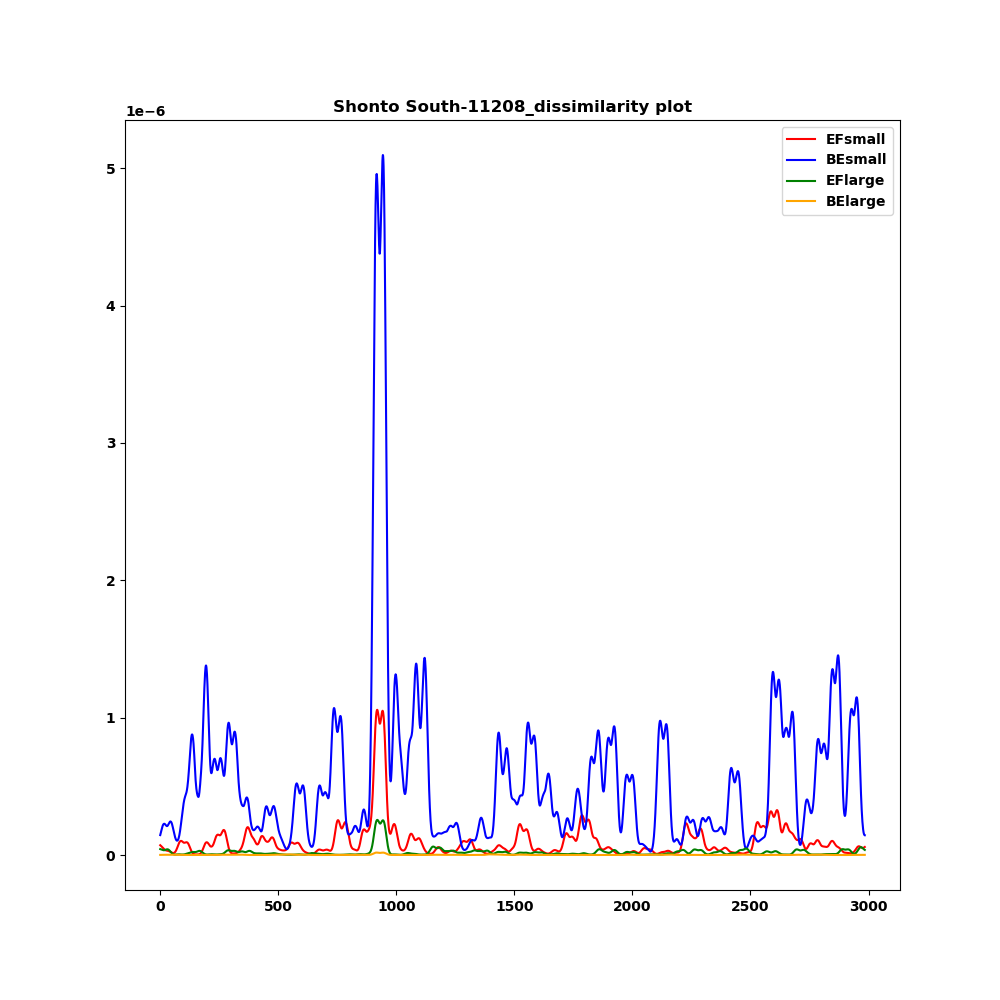 Shonto South-11208_dissimilarity plot
1e−6
EFsmall
BEsmall
EFlarge
BElarge
5
4
3
2
1
0
0 500 1000 1500 2000 2500 3000